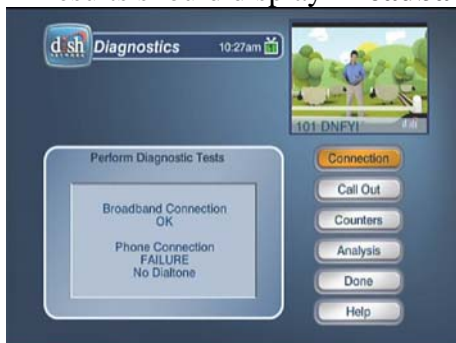 dish
NETWORK
Diagnostics
10:27am
101 DNFYI
Perform Diagnostic Tests
Broadband Connection
OK
Phone Connection
FAILURE
No Dialtone
Connection
Call Out
Counters
Analysis
Done
Help